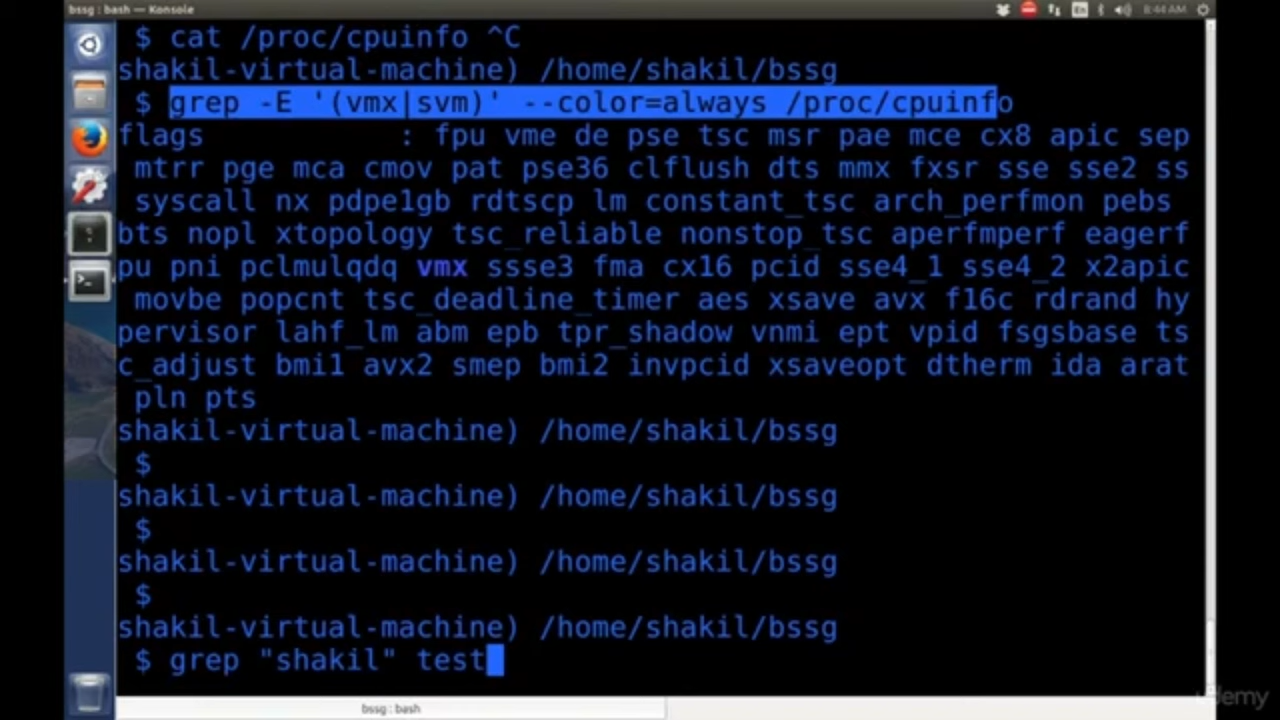 bssg : bash — Konsole
En
8:44 AM
$ cat /proc/cpuinfo ^C
shakil-virtual-machine) /home/shakil/bssg
$ grep -E '(vmx|svm)' --color=always /proc/cpuinfo
flags : fpu vme de pse tsc msr pae mce cx8 apic sep
mtrr pge mca cmov pat pse36 clflush dts mmx fxsr sse sse2 ss
syscall nx pdpe1gb rdtscp lm constant_tsc arch_perfmon pebs
bts nopl xtopology tsc_reliable nonstop_tsc aperfmperf eagerf
pu pni pclmulqdq vmx ssse3 fma cx16 pcid sse4_1 sse4_2 x2apic
movbe popcnt tsc_deadline_timer aes xsave avx f16c rdrand hy
pervisor lahf_lm abm epb tpr_shadow vnmi ept vpid fsgsbase ts
c_adjust bmi1 avx2 smep bmi2 invpcid xsaveopt dtherm ida arat
pln pts
shakil-virtual-machine) /home/shakil/bssg
$
shakil-virtual-machine) /home/shakil/bssg
$
shakil-virtual-machine) /home/shakil/bssg
$
shakil-virtual-machine) /home/shakil/bssg
$ grep "shakil" test
bssg : bash
udemy